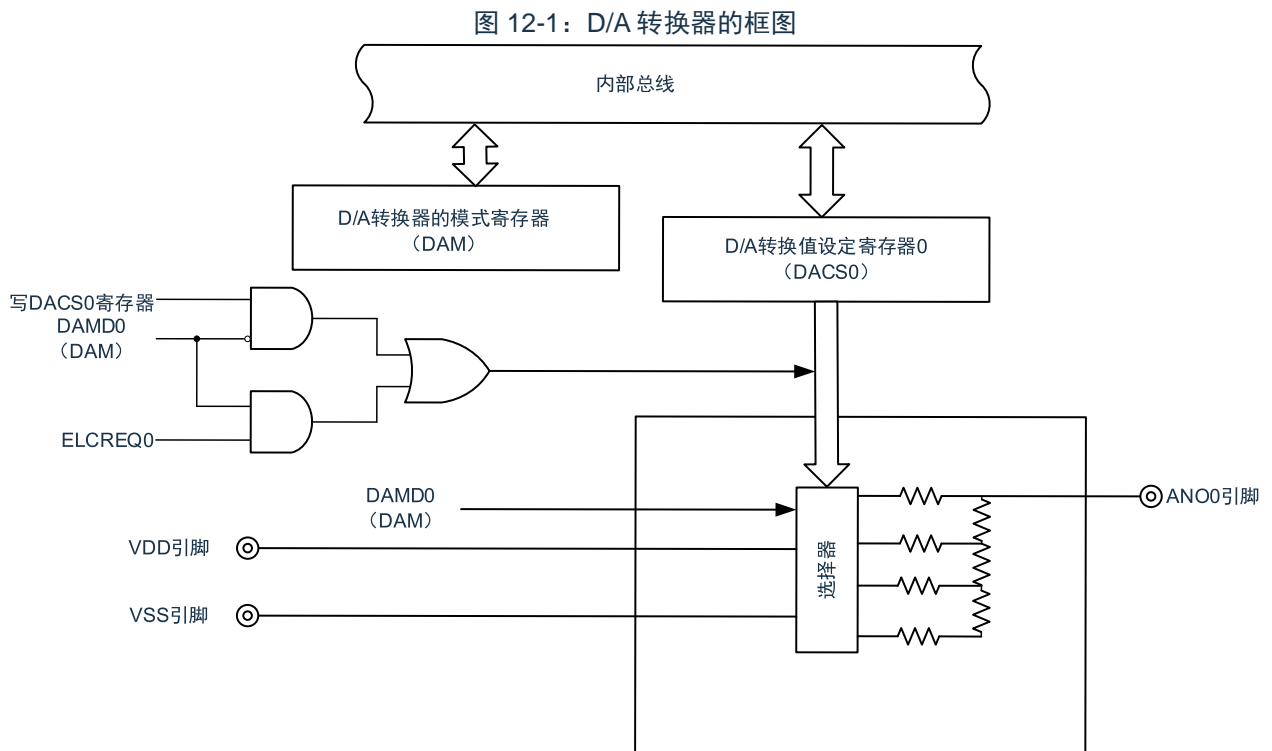 图 12-1：D/A 转换器的框图
内部总线
D/A转换器的模式寄存器
（DAM）
D/A转换值设定寄存器0
（DACS0）
写DACS0寄存器
DAMD0
（DAM）
ELCREQ0
DAMD0
（DAM）
ANO0引脚
VDD引脚
选择器
VSS引脚